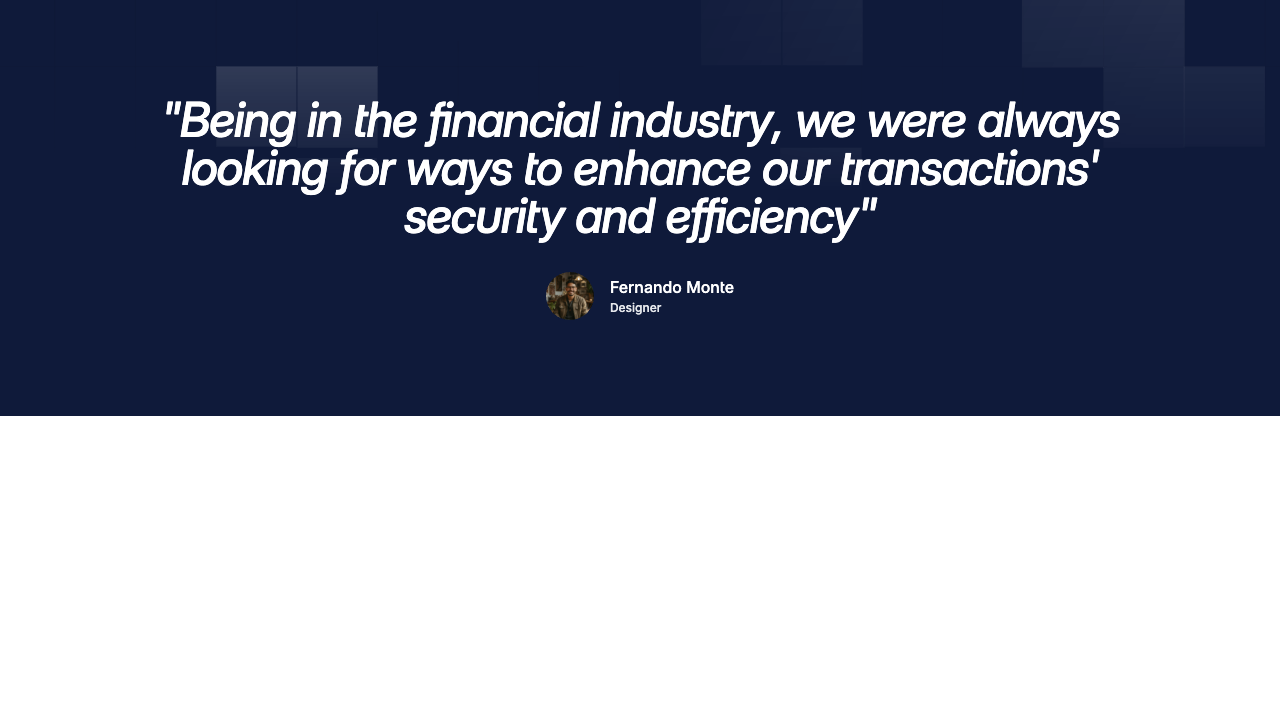 "Being in the financial industry, we were always
looking for ways to enhance our transactions'
security and efficiency"
Fernando Monte
Designer